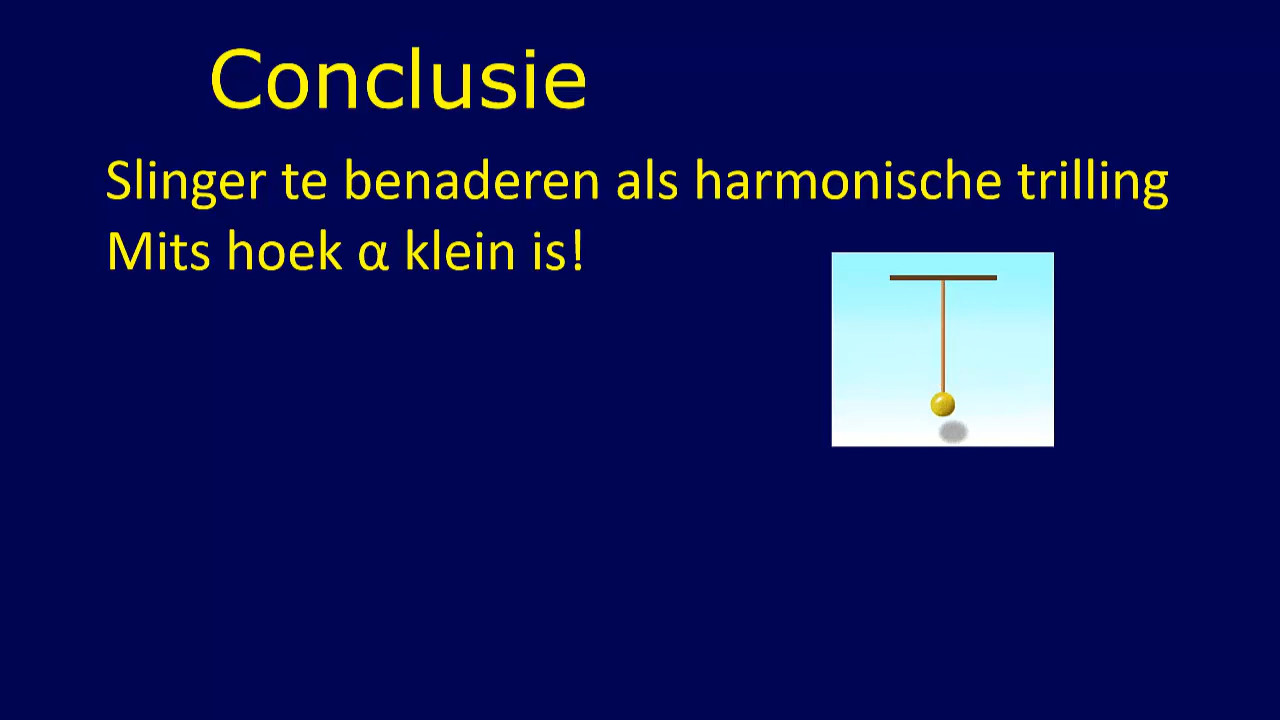 Conclusie
Slinger te benaderen als harmonische trilling
Mits hoek α klein is!